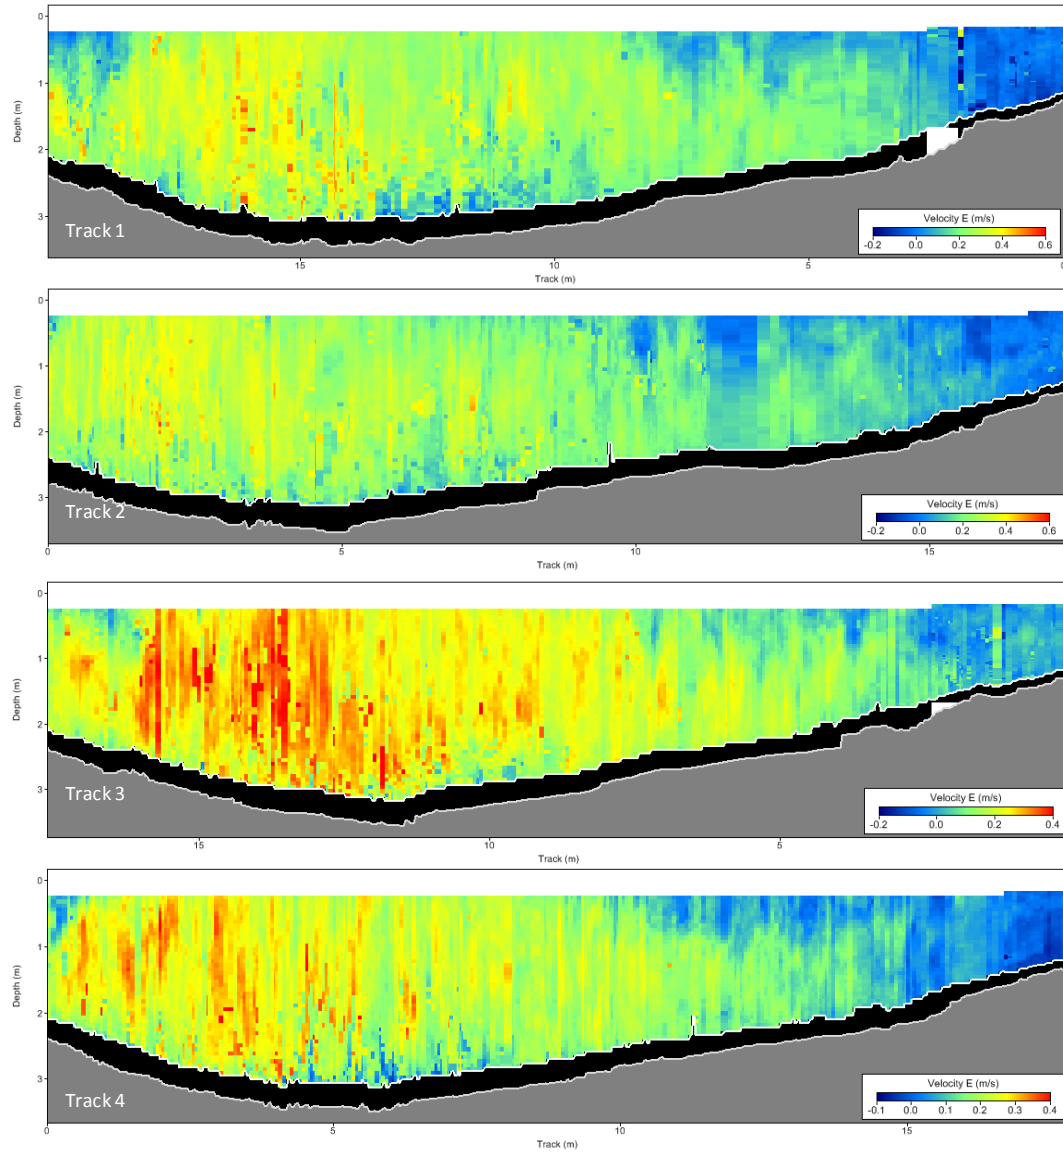 0
1
Depth (m)
2
3
Track 1
Velocity E (m/s)
-0.2 0.0 0.2 0.4 0.6
15 10 5 0
Track (m)
0
1
Depth (m)
2
3
Track 2
Velocity E (m/s)
-0.2 0.0 0.2 0.4 0.6
0 5 10 15
Track (m)
0
1
Depth (m)
2
3
Track 3
Velocity E (m/s)
-0.2 0.0 0.2 0.4
15 10 5
Track (m)
0
1
Depth (m)
2
3
Track 4
Velocity E (m/s)
-0.1 0.0 0.1 0.2 0.3 0.4
0 5 10 15
Track (m)